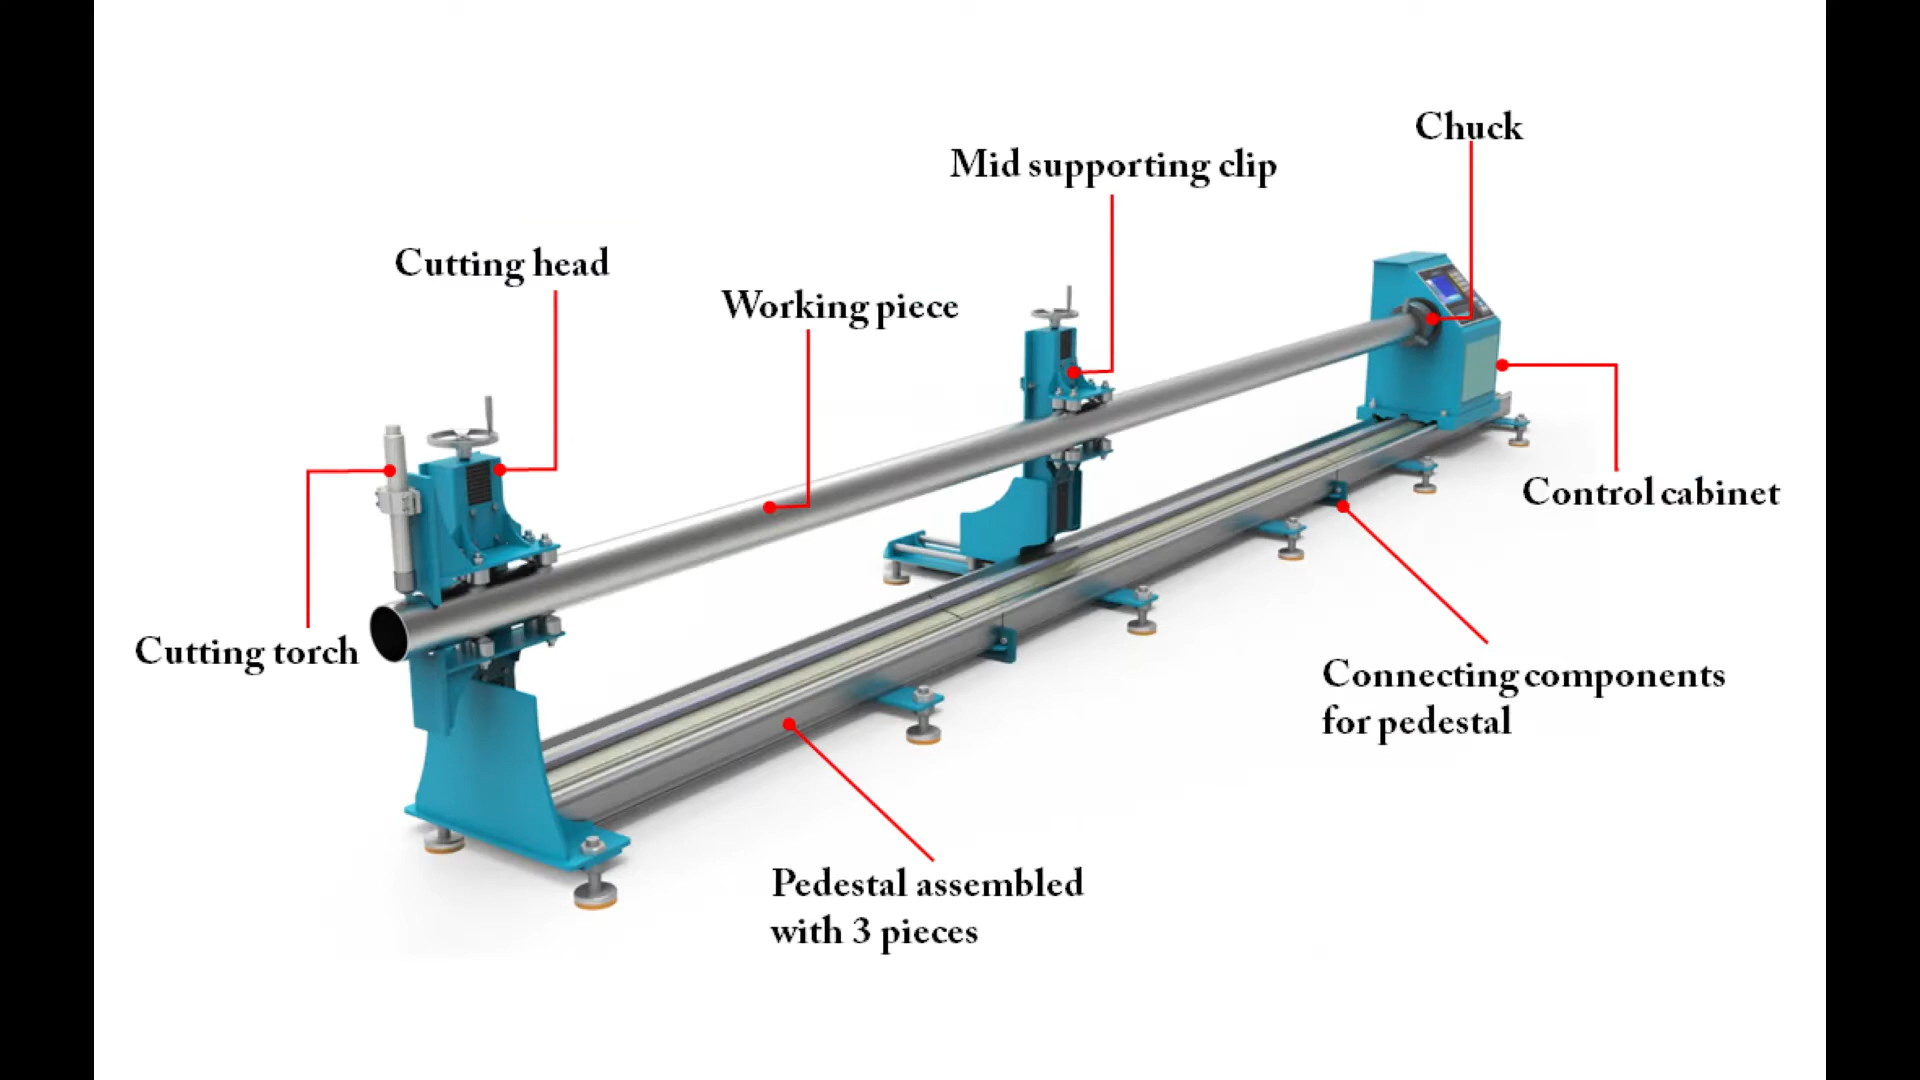 Chuck
Mid supporting clip
Cutting head
Working piece
Control cabinet
Cutting torch
Connecting components
for pedestal
Pedestal assembled
with 3 pieces